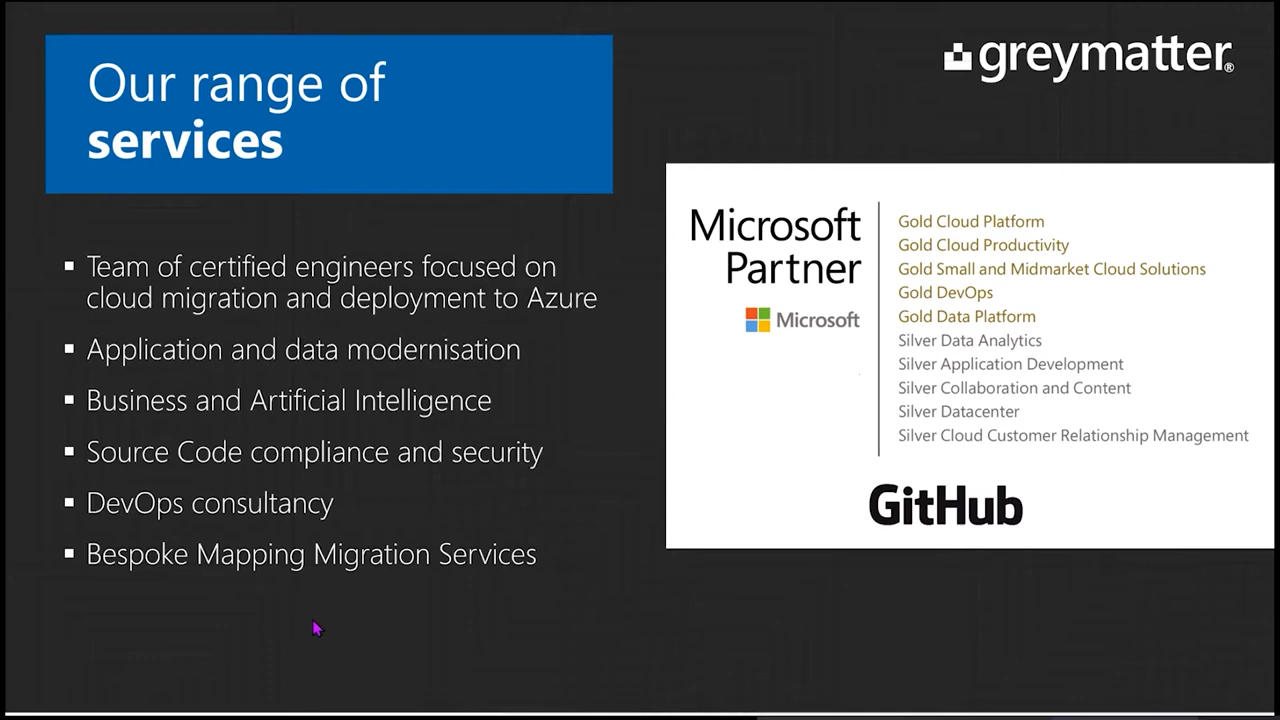 Our range of
services
greymatter®
Team of certified engineers focused on
cloud migration and deployment to Azure
Application and data modernisation
Business and Artificial Intelligence
Source Code compliance and security
DevOps consultancy
Bespoke Mapping Migration Services
Microsoft
Partner
Microsoft
Gold Cloud Platform
Gold Cloud Productivity
Gold Small and Midmarket Cloud Solutions
Gold DevOps
Gold Data Platform
Silver Data Analytics
Silver Application Development
Silver Collaboration and Content
Silver Datacenter
Silver Cloud Customer Relationship Management
GitHub